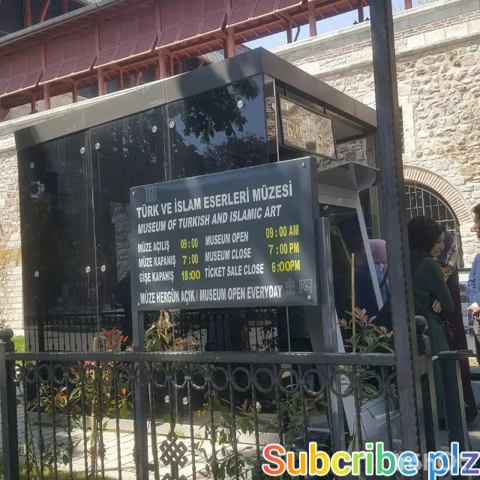 TÜRK VE İSLAM ESERLERİ MÜZESİ
MUSEUM OF TURKISH AND ISLAMIC ART
MÜZE AÇILIŞ 09:00 MUSEUM OPEN 09:00 AM
MÜZE KAPANIŞ 7:00 MUSEUM CLOSE 7:00 PM
GİŞE KAPANIŞ 18:00 TICKET SALE CLOSE 6:00PM
MÜZE HERGÜN AÇIK / MUSEUM OPEN EVERYDAY
Subcribe plz